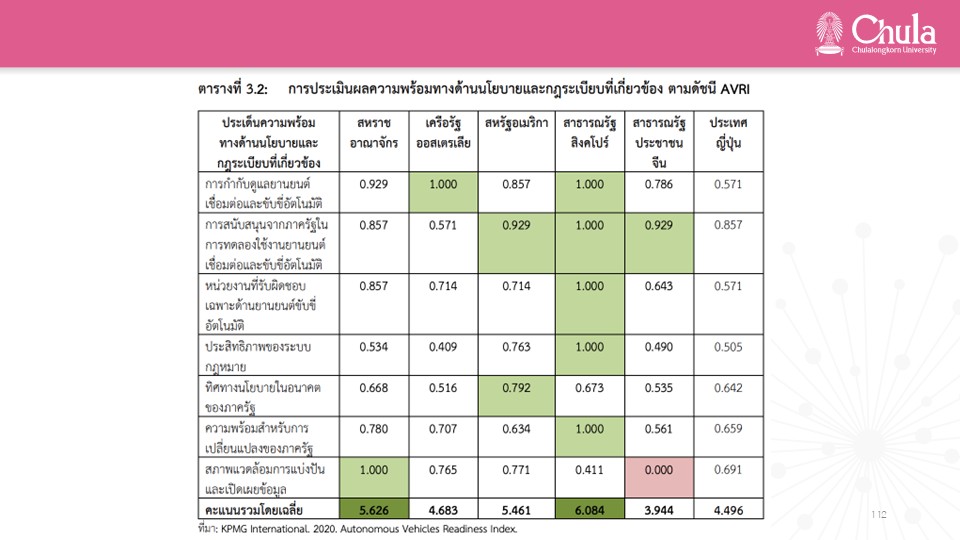 Chula
Chulalongkorn University
ตารางที่ 3.2: การประเมินผลความพร้อมทางด้านนโยบายและกฎระเบียบที่เกี่ยวข้อง ตามดัชนี AVRI
ประเด็นความพร้อม สหราช เครือรัฐ สหรัฐอเมริกา สาธารณรัฐ สาธารณรัฐ ประเทศ
ทางด้านนโยบายและ อาณาจักร ออสเตรเลีย สิงคโปร์ ประชาชน ญี่ปุ่น
กฎระเบียบที่เกี่ยวข้อง จีน
การกำกับดูแลยานยนต์ 0.929 1.000 0.857 1.000 0.786 0.571
เชื่อมต่อและขับขี่อัตโนมัติ
การสนับสนุนจากภาครัฐใน 0.857 0.571 0.929 1.000 0.929 0.857
การทดลองใช้งานยานยนต์
เชื่อมต่อและขับขี่อัตโนมัติ
หน่วยงานที่รับผิดชอบ 0.857 0.714 0.714 1.000 0.643 0.571
เฉพาะด้านยานยนต์ขับขี่
อัตโนมัติ
ประสิทธิภาพของระบบ 0.534 0.409 0.763 1.000 0.490 0.505
กฎหมาย
ทิศทางนโยบายในอนาคต 0.668 0.516 0.792 0.673 0.535 0.642
ของภาครัฐ
ความพร้อมสำหรับการ 0.780 0.707 0.634 1.000 0.561 0.659
เปลี่ยนแปลงของภาครัฐ
สภาพแวดล้อมการแบ่งปัน 1.000 0.765 0.771 0.411 0.000 0.691
และเปิดเผยข้อมูล
คะแนนรวมโดยเฉลี่ย 5.626 4.683 5.461 6.084 3.944 4.496
ที่มา: KPMG International. 2020. Autonomous Vehicles Readiness Index.
112